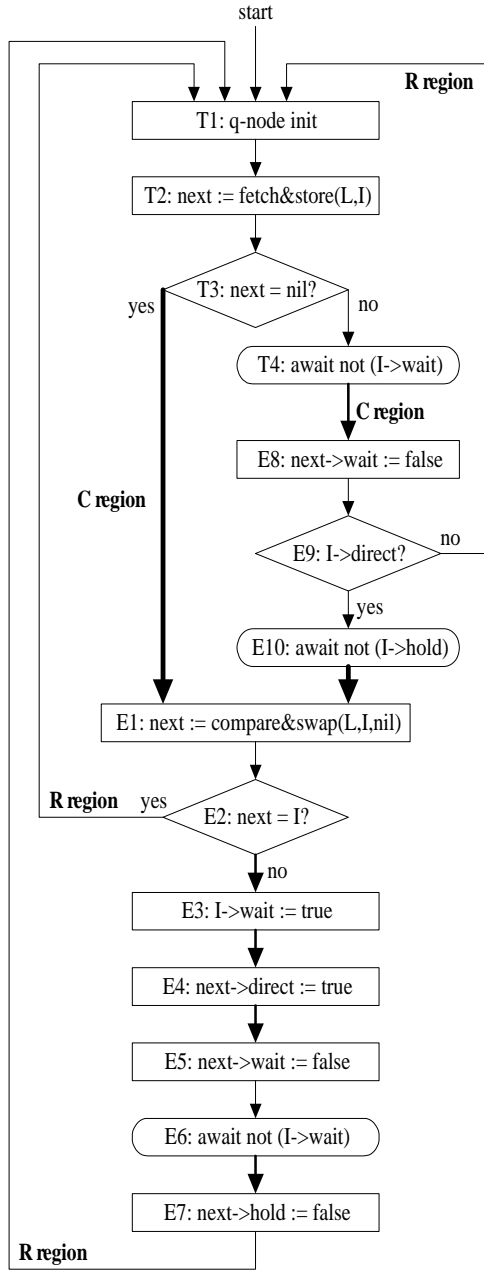 start
R region
T1: q-node init
T2: next := fetch&store(L,I)
T3: next = nil?
yes
no
T4: await not (I->wait)
C region
E8: next->wait := false
C region
E9: I->direct?
no
yes
E10: await not (I->hold)
E1: next := compare&swap(L,I,nil)
R region
yes
E2: next = I?
no
E3: I->wait := true
E4: next->direct := true
E5: next->wait := false
E6: await not (I->wait)
E7: next->hold := false
R region